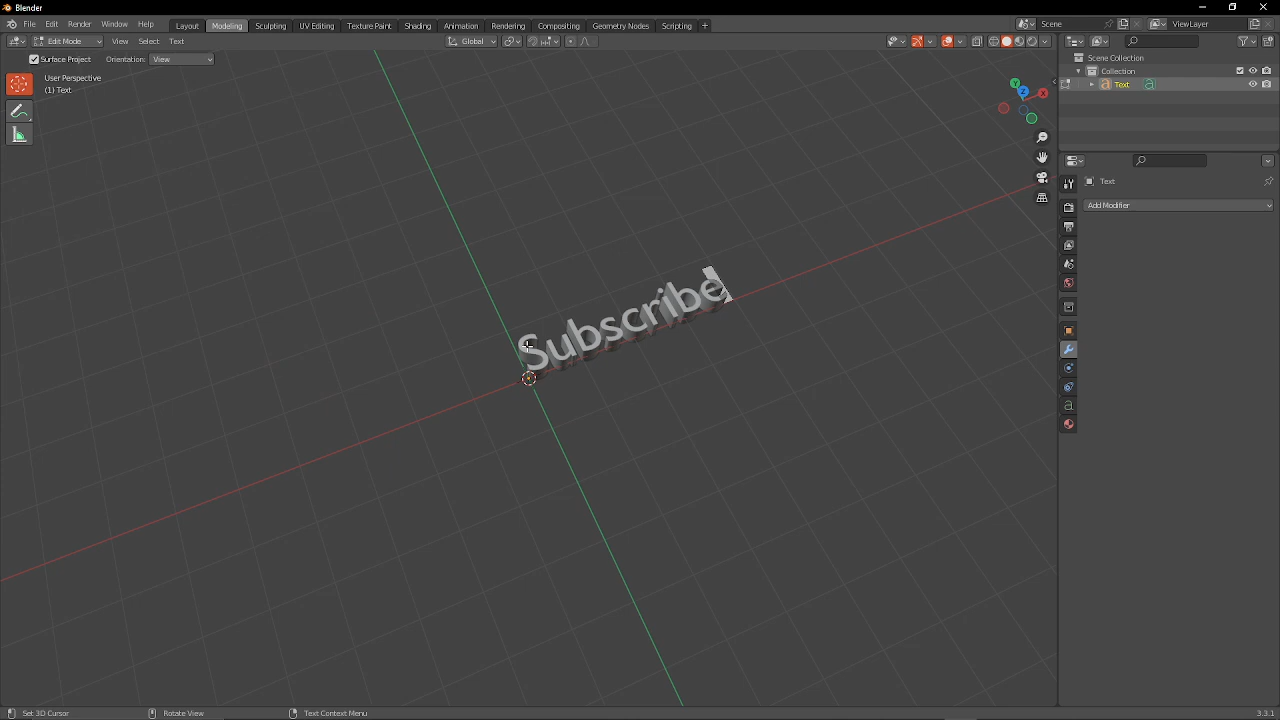 Blender
File Edit Render Window Help Layout Modeling Sculpting UV Editing Texture Paint Shading Animation Rendering Compositing Geometry Nodes Scripting + Scene ViewLayer
Edit Mode View Select Text Global
Surface Project Orientation: View
User Perspective
(1) Text
Subscribe
X
Y
Z
Scene Collection
Collection
Text
Text
Add Modifier
Set 3D Cursor Rotate View Text Context Menu 3.3.1